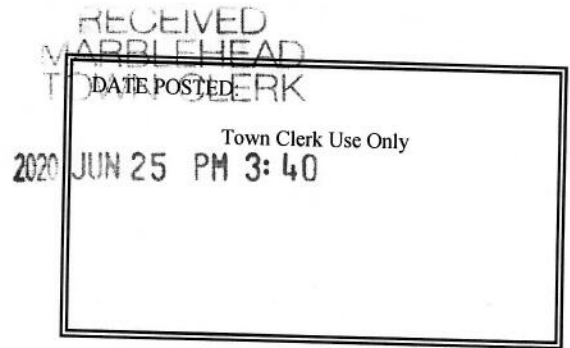 RECEIVED
MARBLEHEAD
TOWN CLERK
DATE POSTED:
Town Clerk Use Only
2020 JUN 25 PM 3:40